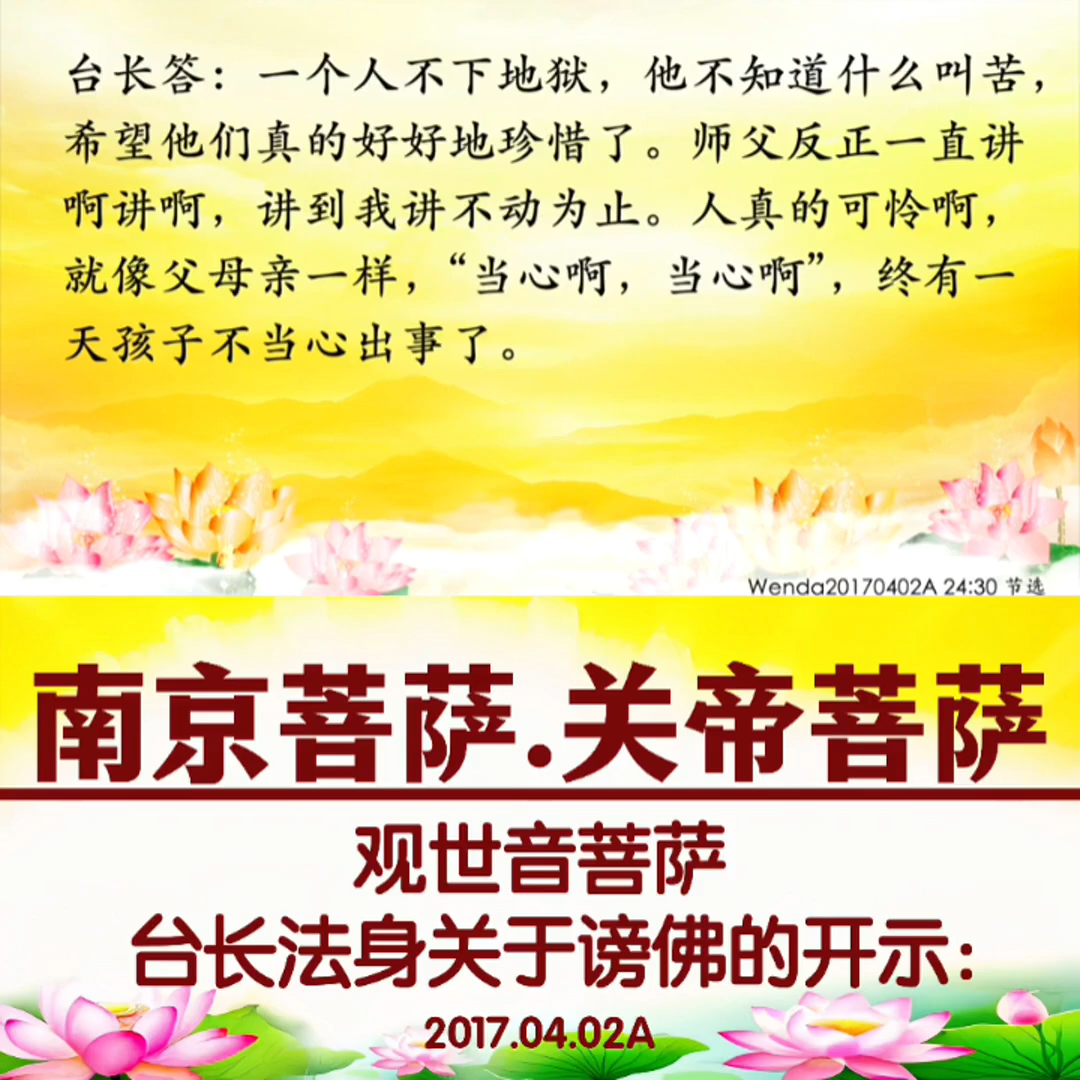 台长答：一个人不下地狱，他不知道什么叫苦，
希望他们真的好好地珍惜了。师父反正一直讲
啊讲啊，讲到我讲不动为止。人真的可怜啊，
就像父母亲一样，“当心啊，当心啊”，终有一
天孩子不当心出事了。
Wenda20170402A 24:30 节选
南京菩萨.关帝菩萨
观世音菩萨
台长法身关于谤佛的开示：
2017.04.02A